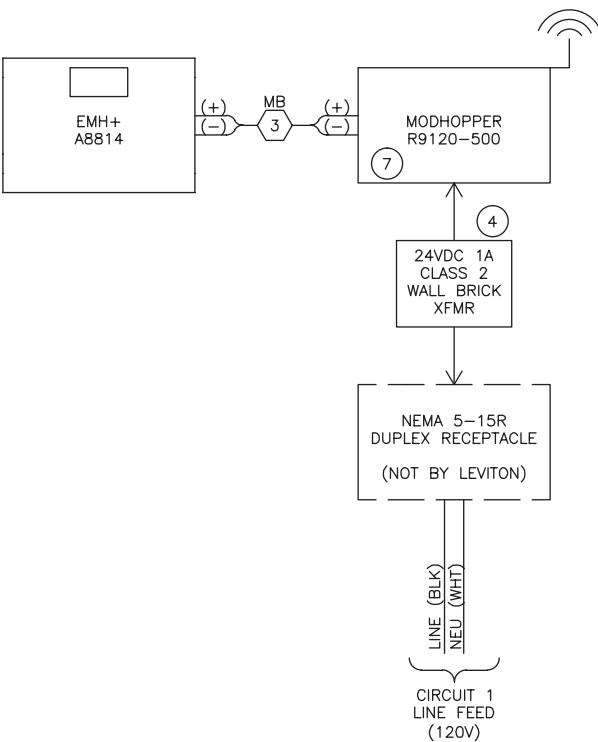 EMH+
A8814
(+)
(-)
MB
3
(+)
(-)
MODHOPPER
R9120-500
7
4
24VDC 1A
CLASS 2
WALL BRICK
XFMR
NEMA 5-15R
DUPLEX RECEPTACLE
(NOT BY LEVITON)
LINE (BLK)
NEU (WHT)
CIRCUIT 1
LINE FEED
(120V)